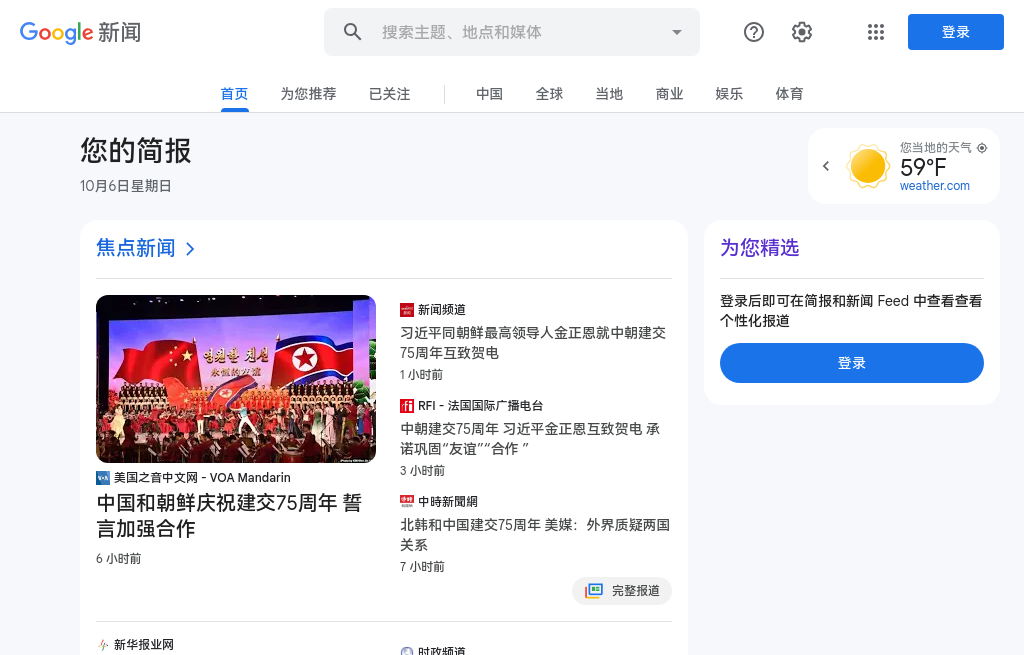 Google 新闻
搜索主题、地点和媒体
登录
首页
为您推荐
已关注
中国
全球
当地
商业
娱乐
体育
您的简报
10月6日星期日
您当地的天气
59°F
weather.com
焦点新闻
영원한 친선
永恒的友谊
VOA 美国之音中文网 - VOA Mandarin
中国和朝鲜庆祝建交75周年 誓
言加强合作
6 小时前
新闻频道
习近平同朝鲜最高领导人金正恩就中朝建交
75周年互致贺电
1 小时前
rfi RFI - 法国国际广播电台
中朝建交75周年 习近平金正恩互致贺电 承
诺巩固“友谊”“合作 ”
3 小时前
中時新聞網
北韩和中国建交75周年 美媒：外界质疑两国
关系
7 小时前
完整报道
新华报业网
时政频道
为您精选
登录后即可在简报和新闻 Feed 中查看查看
个性化报道
登录